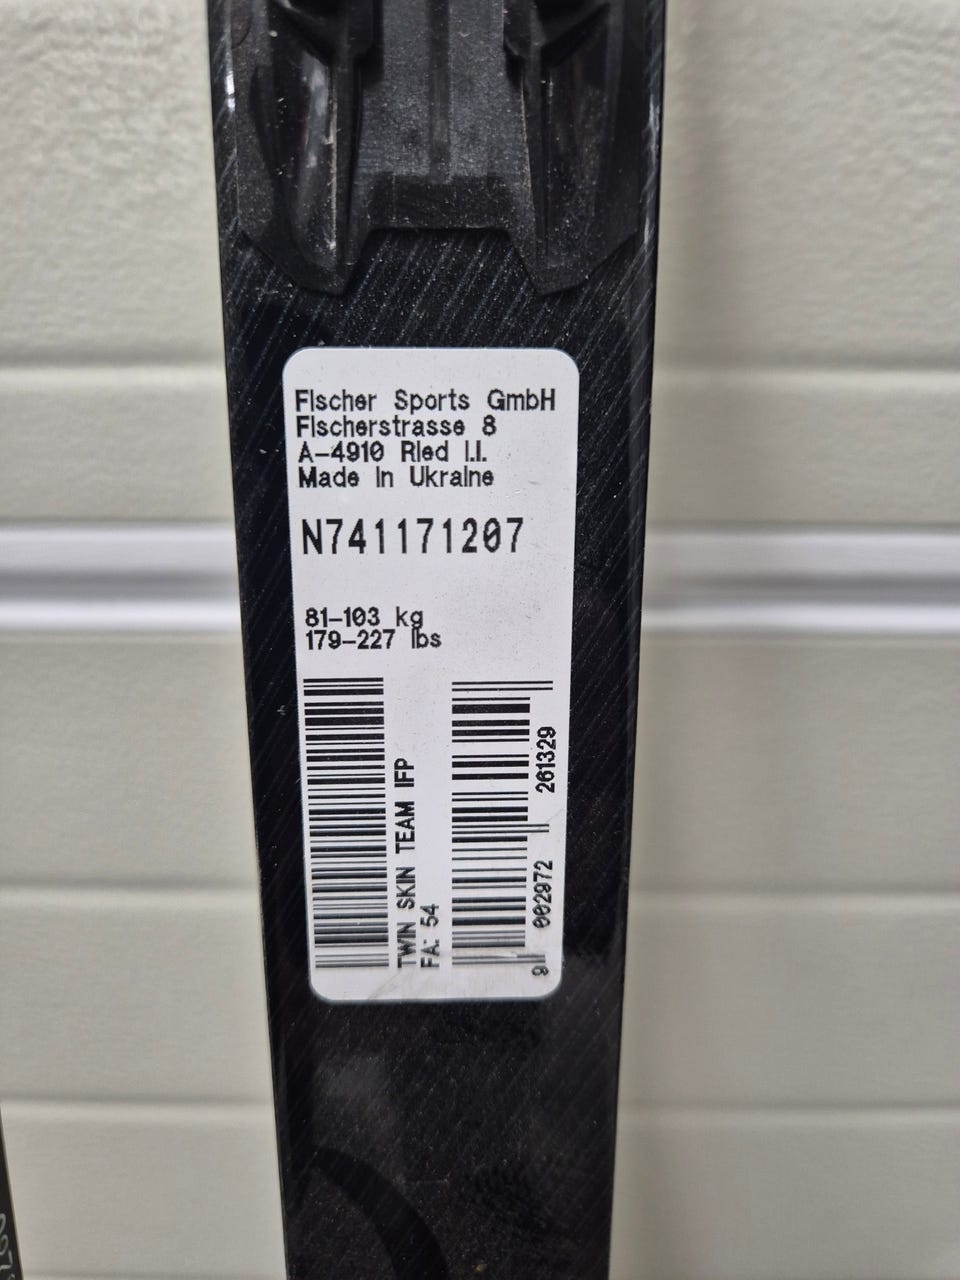 Fischer Sports GmbH
Fischerstrasse 8
A-4910 Ried I.I.
Made in Ukraine
N741171207
81-103 kg
179-227 lbs
TWIN SKIN TEAM IFP
FA: 54
9 002972 261329